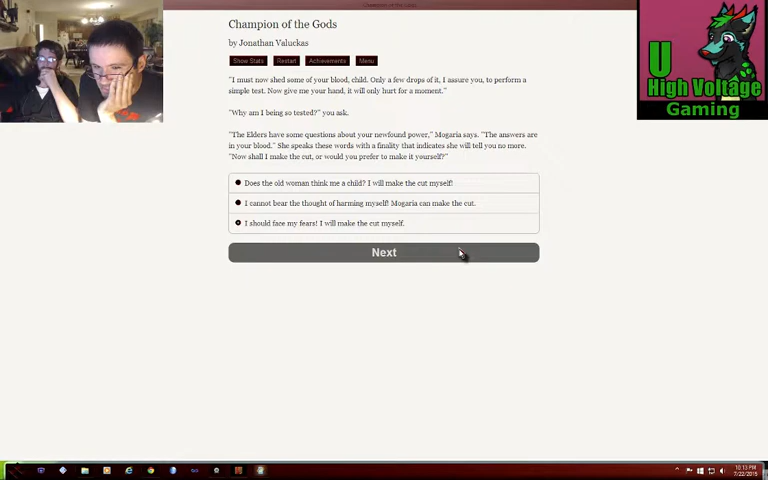 Champion of the Gods
by Jonathan Valuckas
Show Stats
Restart
Achievements
Menu
"I must now shed some of your blood, child. Only a few drops of it, I assure you, to perform a
simple test. Now give me your hand, it will only hurt for a moment."
"Why am I being so tested?" you ask.
"The Elders have some questions about your newfound power," Mogaria says. "The answers are
in your blood." She speaks these words with a finality that indicates she will tell you no more.
"Now shall I make the cut, or would you prefer to make it yourself?"
Does the old woman think me a child? I will make the cut myself!
I cannot bear the thought of harming myself! Mogaria can make the cut.
I should face my fears! I will make the cut myself.
Next
U
High Voltage
Gaming
10:13 PM
7/22/2015